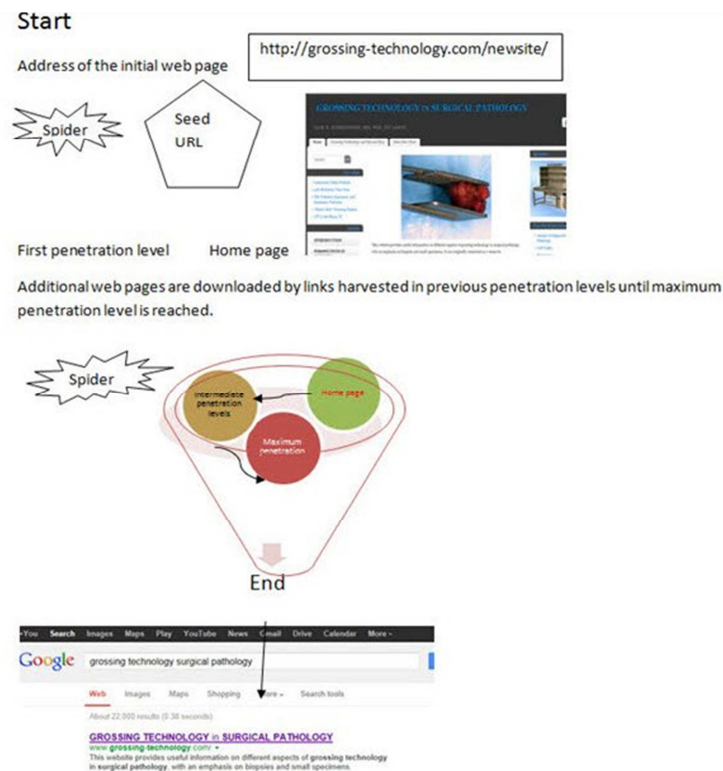 Start
http://grossing-technology.com/newsite/
Address of the initial web page
Spider
Seed
URL
GROSSING TECHNOLOGY in SURGICAL PATHOLOGY
First penetration level Home page
Additional web pages are downloaded by links harvested in previous penetration levels until maximum
penetration level is reached.
Spider
Intermediate
penetration
levels
Home page
Maximum
penetration
End
+You Search Images Maps Play YouTube News Gmail Drive Calendar More
Google grossing technology surgical pathology
Web Images Maps Shopping More Search tools
About 22,000 results (0.38 seconds)
GROSSING TECHNOLOGY in SURGICAL PATHOLOGY
www.grossing-technology.com/
This website provides useful information on different aspects of grossing technology
in surgical pathology, with an emphasis on biopsies and small specimens.